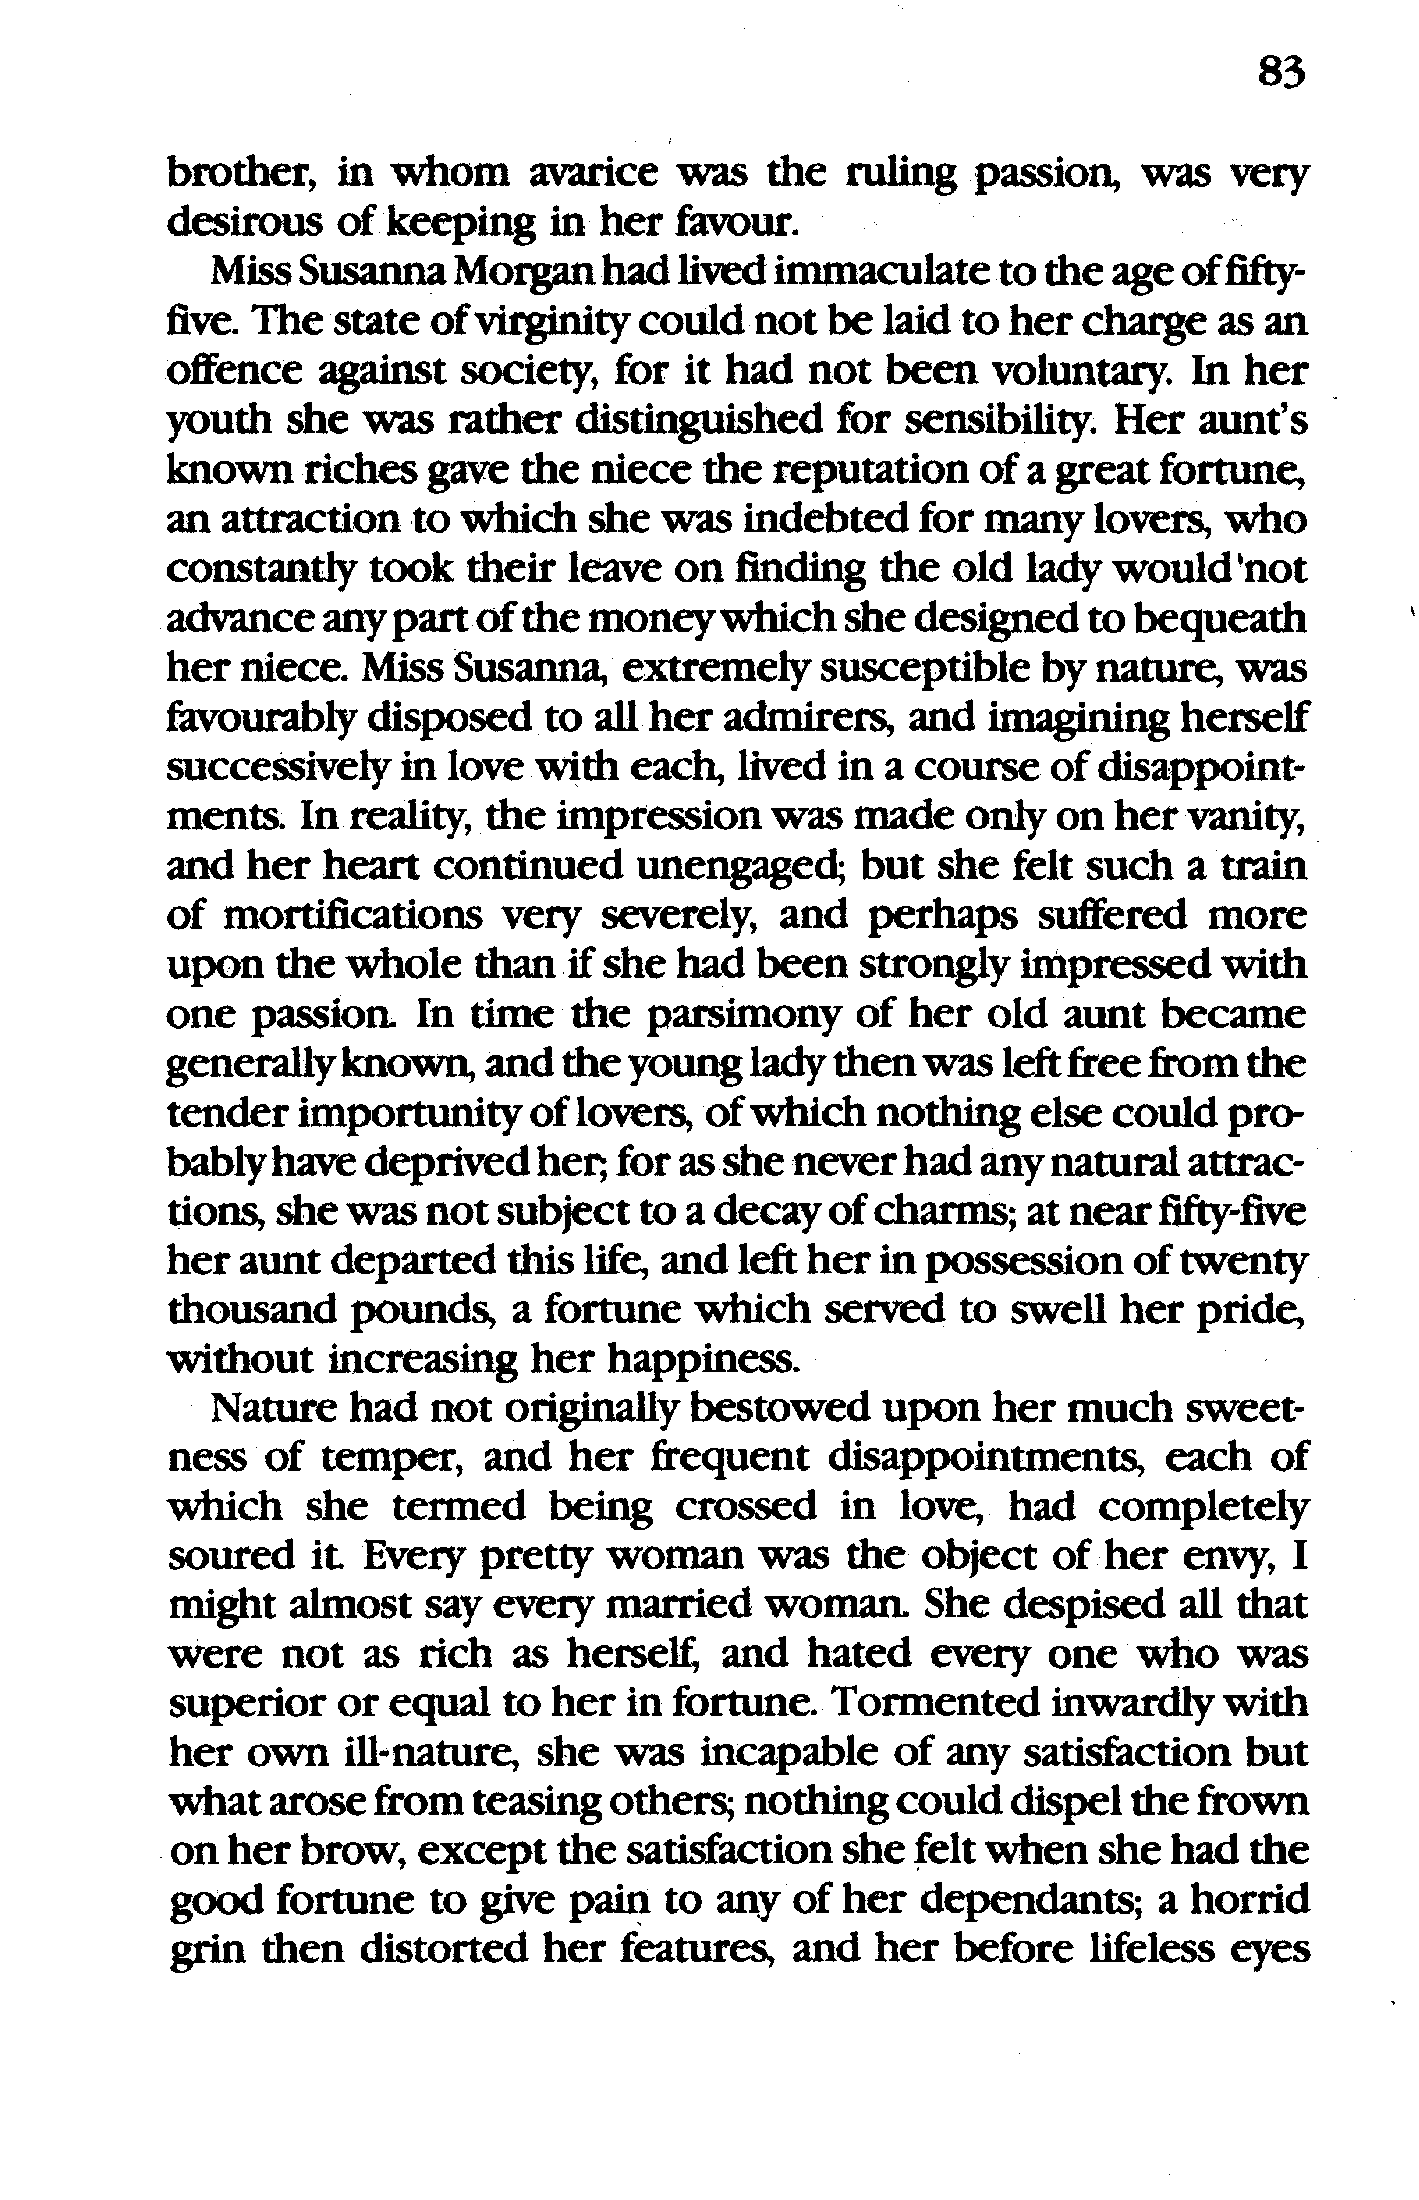 83
brother, in whom avarice was the ruling passion, was very
desirous of keeping in her favour.
Miss Susanna Morgan had lived immaculate to the age of fifty-
five. The state of virginity could not be laid to her charge as an
offence against society, for it had not been voluntary. In her
youth she was rather distinguished for sensibility. Her aunt's
known riches gave the niece the reputation of a great fortune,
an attraction to which she was indebted for many lovers, who
constantly took their leave on finding the old lady would not
advance any part of the money which she designed to bequeath
her niece. Miss Susanna, extremely susceptible by nature, was
favourably disposed to all her admirers, and imagining herself
successively in love with each, lived in a course of disappoint-
ments. In reality, the impression was made only on her vanity,
and her heart continued unengaged; but she felt such a train
of mortifications very severely, and perhaps suffered more
upon the whole than if she had been strongly impressed with
one passion. In time the parsimony of her old aunt became
generally known, and the young lady then was left free from the
tender importunity of lovers, of which nothing else could pro-
bably have deprived her; for as she never had any natural attrac-
tions, she was not subject to a decay of charms; at near fifty-five
her aunt departed this life, and left her in possession of twenty
thousand pounds, a fortune which served to swell her pride,
without increasing her happiness.
Nature had not originally bestowed upon her much sweet-
ness of temper, and her frequent disappointments, each of
which she termed being crossed in love, had completely
soured it. Every pretty woman was the object of her envy, I
might almost say every married woman. She despised all that
were not as rich as herself, and hated every one who was
superior or equal to her in fortune. Tormented inwardly with
her own ill-nature, she was incapable of any satisfaction but
what arose from teasing others; nothing could dispel the frown
on her brow, except the satisfaction she felt when she had the
good fortune to give pain to any of her dependants; a horrid
grin then distorted her features, and her before lifeless eyes